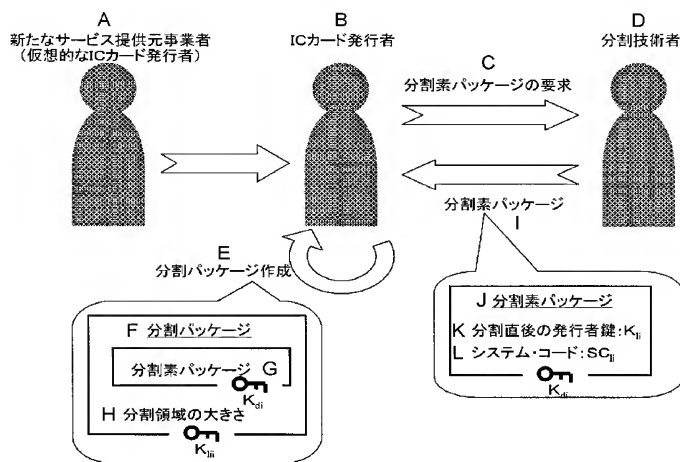 A
新たなサービス提供元事業者
(仮想的なICカード発行者)
B
ICカード発行者
D
分割技術者
C
分割素パッケージの要求
分割素パッケージ
I
E
分割パッケージ作成
F 分割パッケージ
分割素パッケージ G
Kdi
H 分割領域の大きさ
J 分割素パッケージ
K 分割直後の発行者鍵:KIi
L システム・コード:SCIi
Kdi